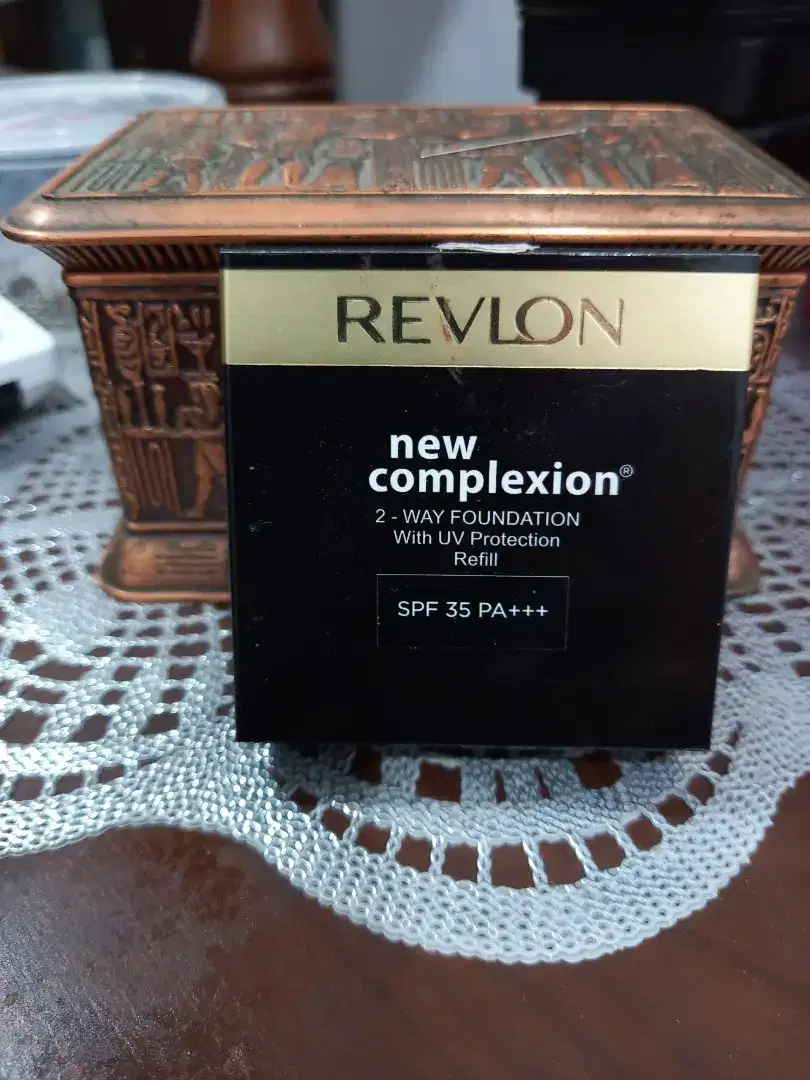 REVLON
new
complexion®
2 - WAY FOUNDATION
With UV Protection
Refill
SPF 35 PA+++